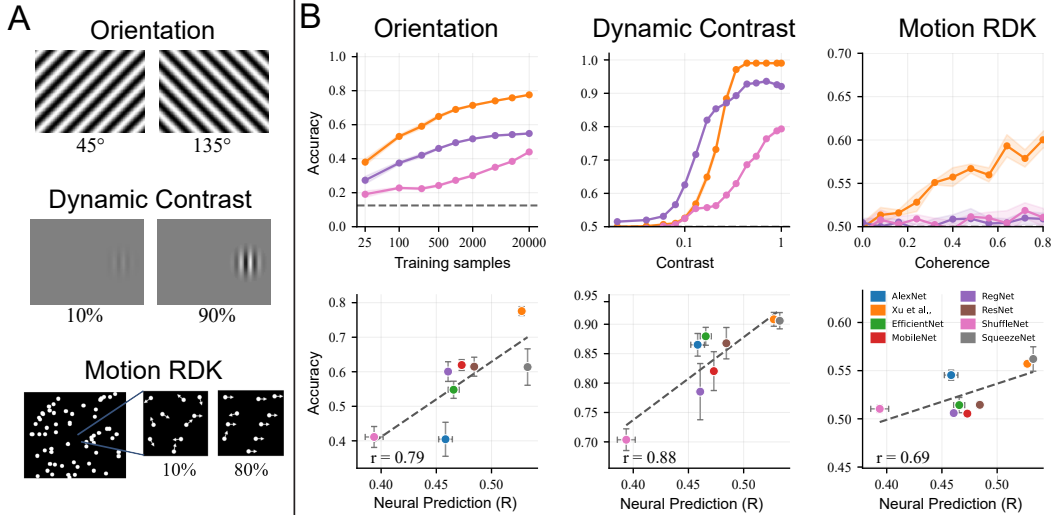 A
Orientation
45°
135°
Dynamic Contrast
10%
90%
Motion RDK
10%
80%
B
Orientation
Dynamic Contrast
Motion RDK
Accuracy
1.0
0.8
0.6
0.4
0.2
0.0
25
100
500
2000
20000
Training samples
1.0
0.9
0.8
0.7
0.6
0.5
0.1
1
Contrast
0.70
0.65
0.60
0.55
0.50
0.0
0.2
0.4
0.6
0.8
Coherence
Accuracy
0.8
0.7
0.6
0.5
0.4
r = 0.79
0.40
0.45
0.50
Neural Prediction (R)
0.95
0.90
0.85
0.80
0.75
0.70
r = 0.88
0.40
0.45
0.50
Neural Prediction (R)
0.65
0.60
0.55
0.50
0.45
AlexNet
Xu et al,.
EfficientNet
MobileNet
RegNet
ResNet
ShuffleNet
SqueezeNet
r = 0.69
0.40
0.45
0.50
Neural Prediction (R)